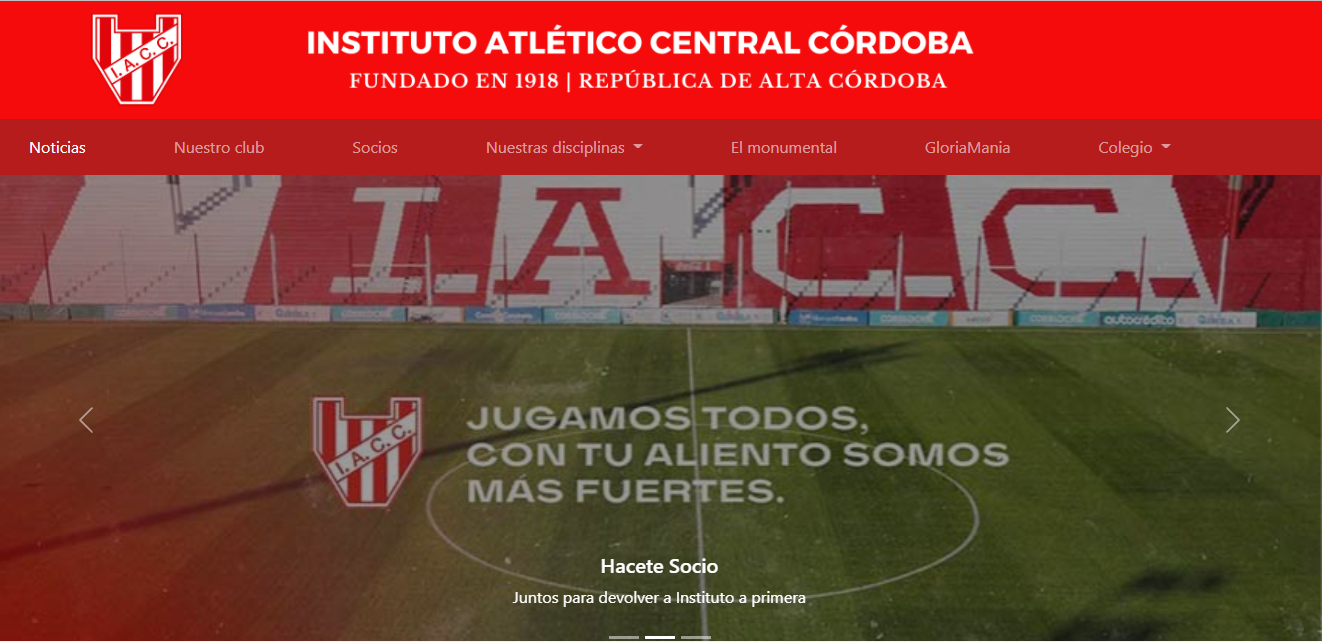 I. A. C. C.
INSTITUTO ATLÉTICO CENTRAL CÓRDOBA
FUNDADO EN 1918 | REPÚBLICA DE ALTA CÓRDOBA
Noticias Nuestro club Socios Nuestras disciplinas El monumental GloriaMania Colegio
I.A.C.C.
autocrédito
I. A. C. C.
JUGAMOS TODOS,
CON TU ALIENTO SOMOS
MÁS FUERTES.
Hacete Socio
Juntos para devolver a Instituto a primera